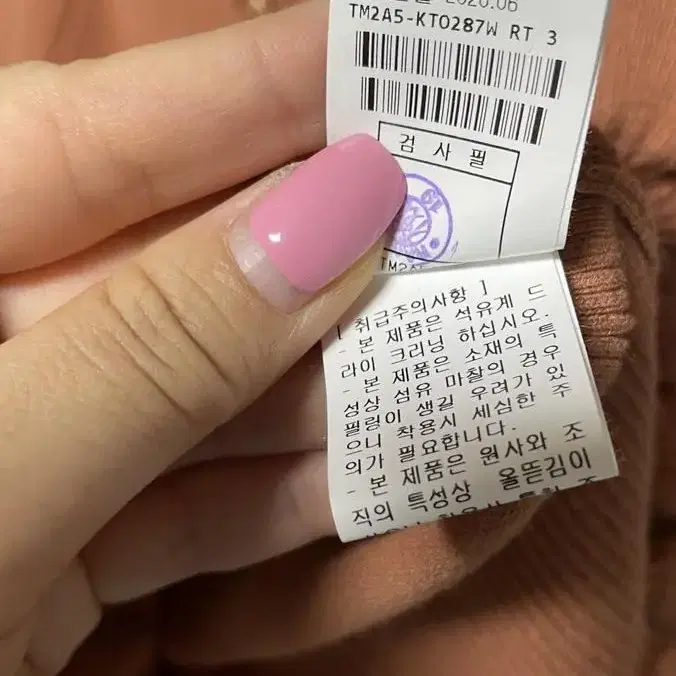 2020.06
TM2A5-KTO287W RT 3
검 사 필
[ 취급주의사항 ]
- 본 제품은 석유계 드
라이 크리닝 하십시오.
- 본 제품은 소재의 특
성상 섬유 마찰의 경우
필링이 생길 우려가 있
으니 착용시 세심한 주
의가 필요합니다.
- 본 제품은 원사와 조
직의 특성상 올뜯김이